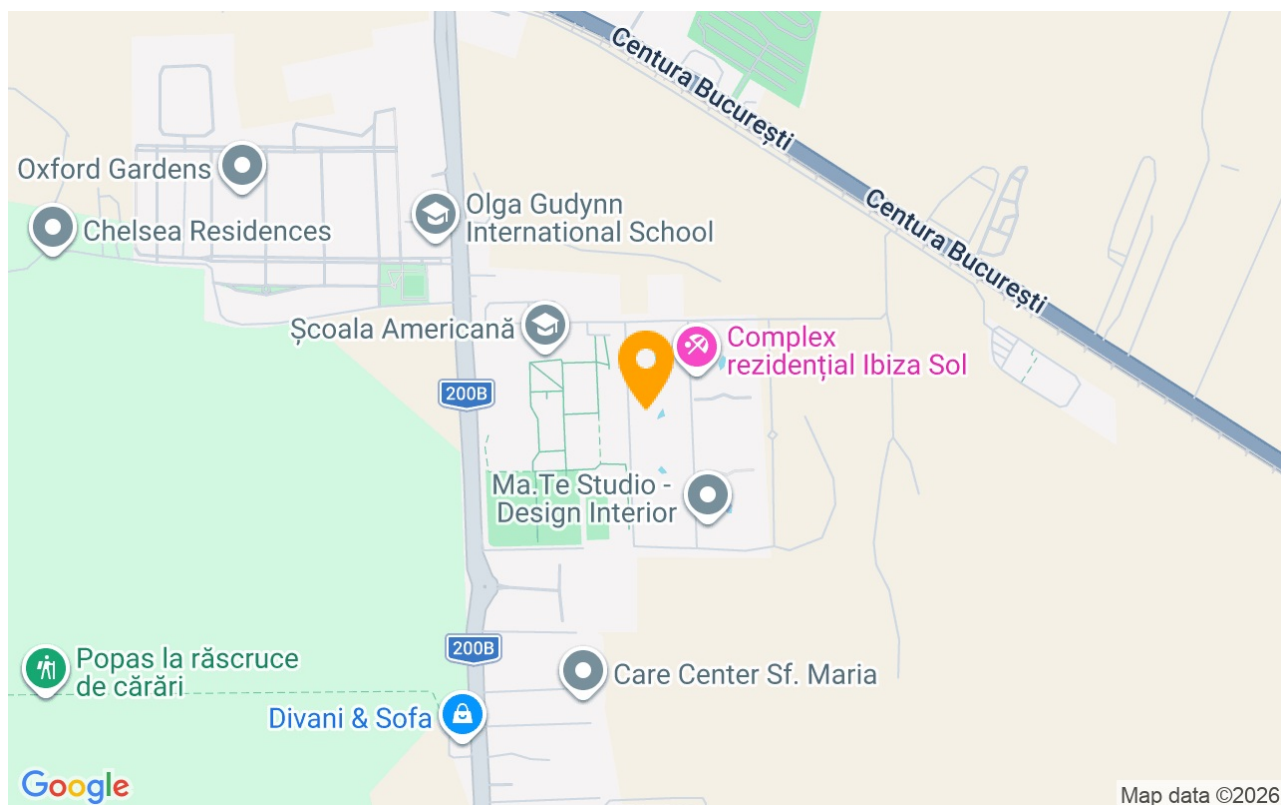 Centura București
Oxford Gardens
Chelsea Residences
Olga Gudynn
International School
Centura București
Școala Americană
Complex
rezidențial Ibiza Sol
200B
Ma.Te Studio -
Design Interior
200B
Popas la răscruce
de cărări
Care Center Sf. Maria
Divani & Sofa
Google
Map data ©2026